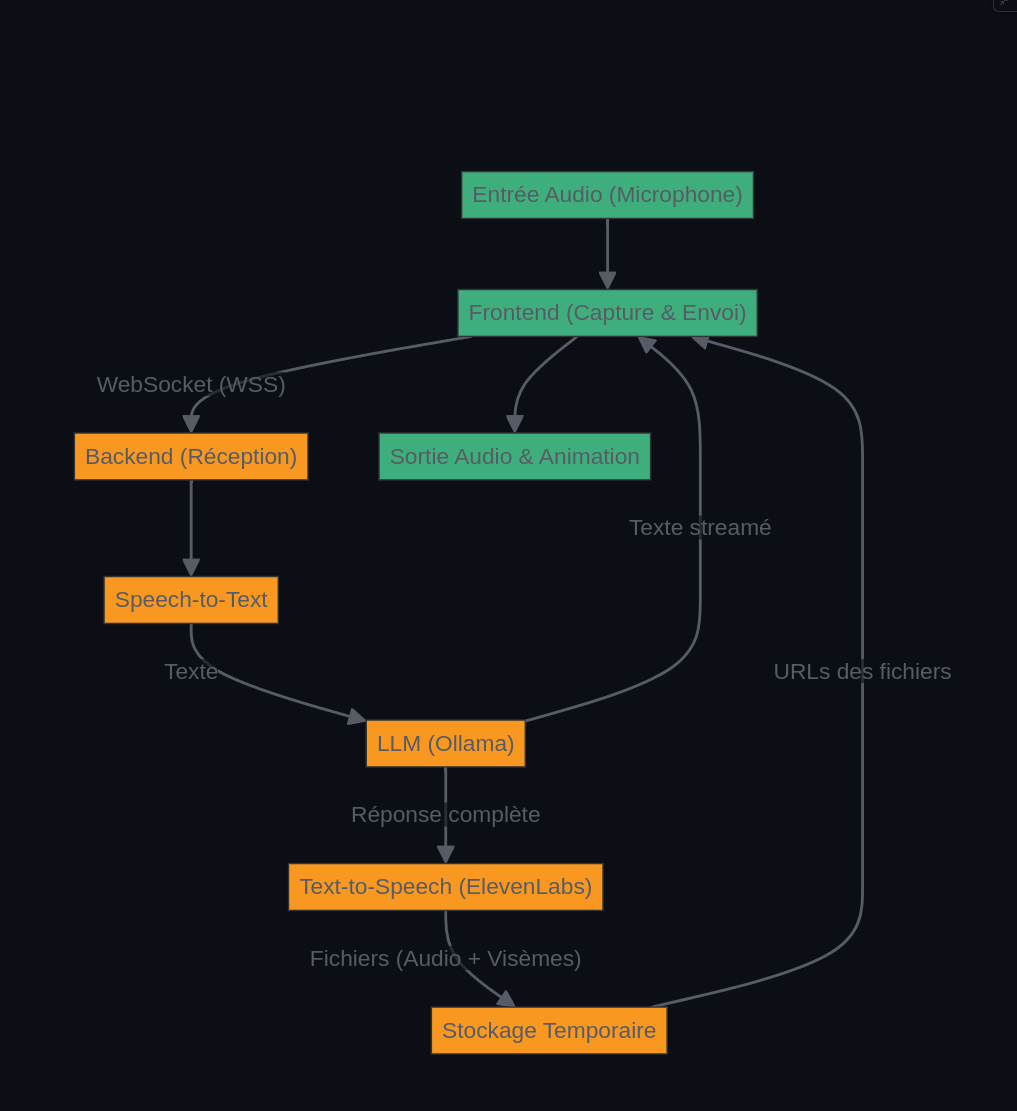 Entrée Audio (Microphone)
Frontend (Capture & Envoi)
WebSocket (WSS)
Backend (Réception)
Sortie Audio & Animation
Texte streamé
Speech-to-Text
Texte
URLs des fichiers
LLM (Ollama)
Réponse complète
Text-to-Speech (ElevenLabs)
Fichiers (Audio + Visèmes)
Stockage Temporaire